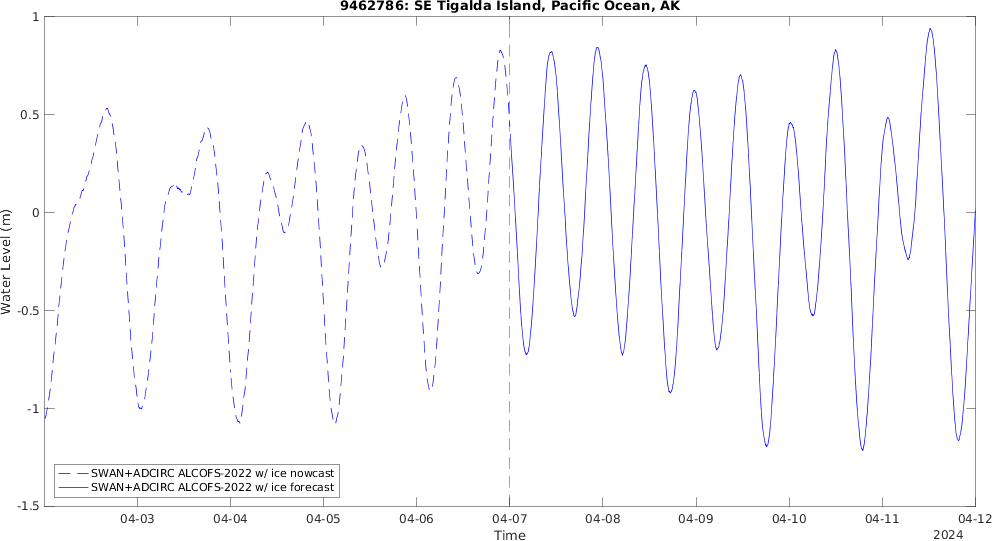 9462786: SE Tigalda Island, Pacific Ocean, AK
1
0.5
0
-0.5
-1
-1.5
Water Level (m)
SWAN+ADCIRC ALCOFS-2022 w/ ice nowcast
SWAN+ADCIRC ALCOFS-2022 w/ ice forecast
04-03 04-04 04-05 04-06 04-07 04-08 04-09 04-10 04-11 04-12
Time
2024